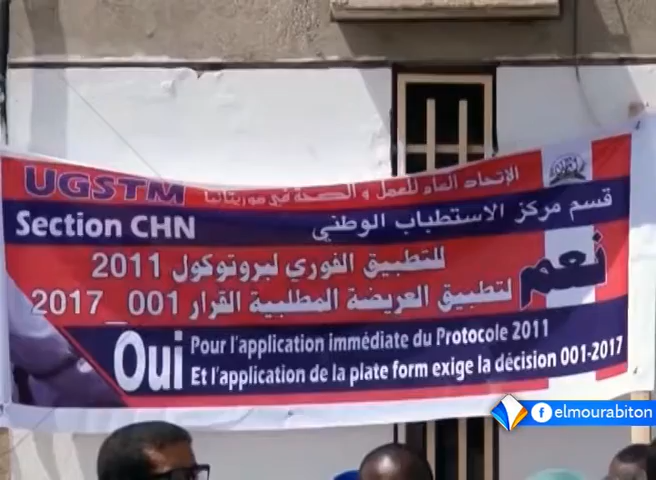 UGSTM الإتحاد العام للعمل و الصحة في موريتانيا
Section CHN قسم مركز الاستطباب الوطني
نعم للتطبيق الفوري لبروتوكول 2011
لتطبيق العريضة المطلبية القرار 001_2017
Oui Pour l'application immédiate du Protocole 2011
Et l'application de la plate form exige la décision 001-2017
elmourabiton